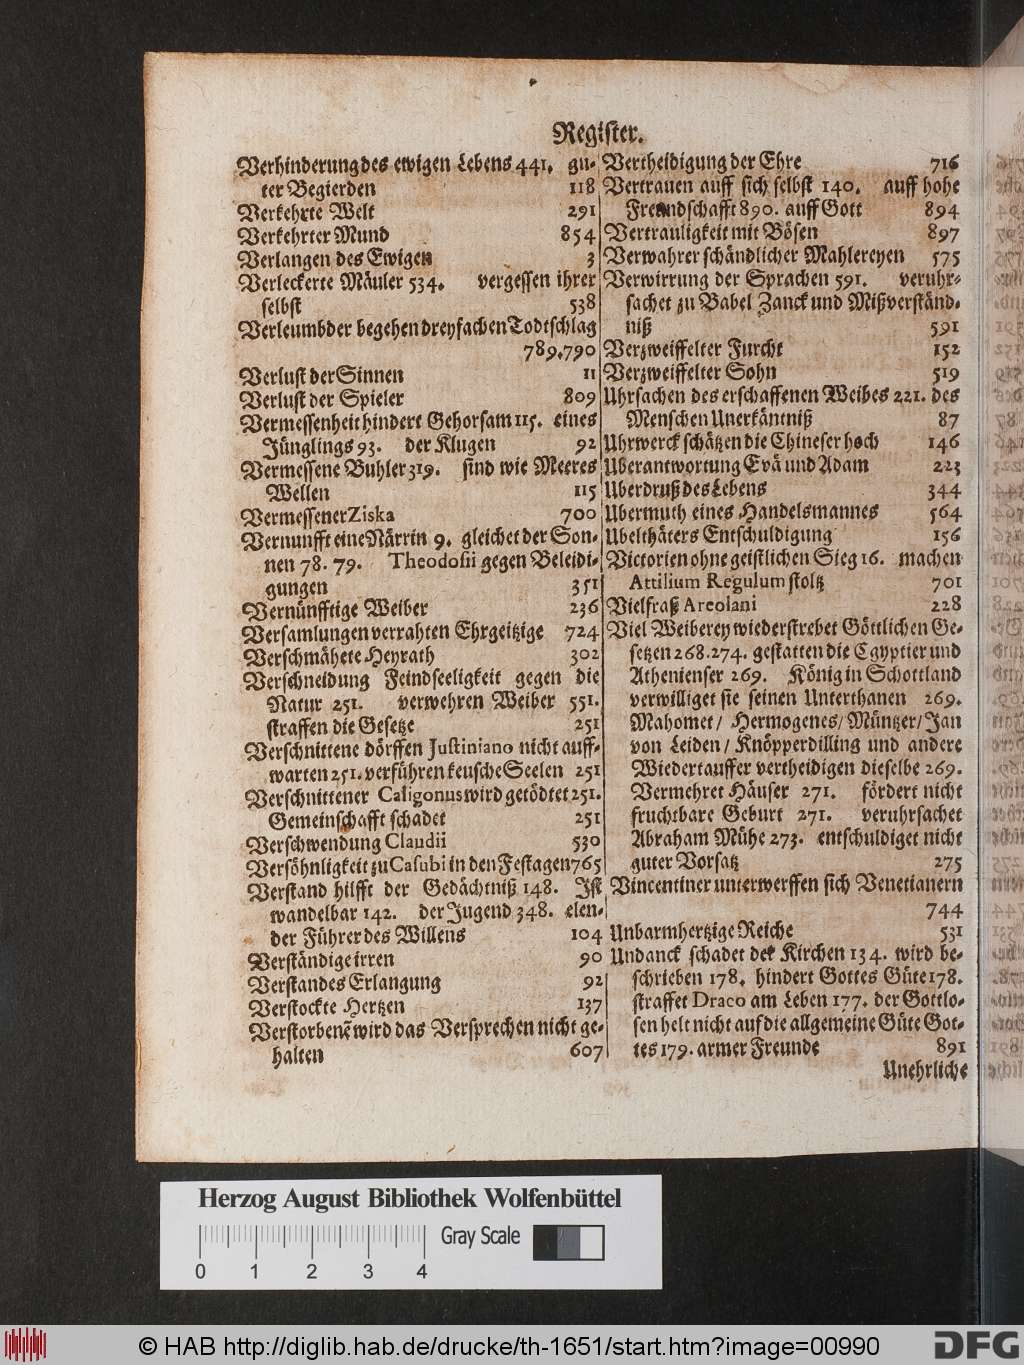 Register.
Verhinderung des ewigen Lebens 441. gu-
ter Begierden 118
Verkehrte Welt 291
Verkehrter Mund 854
Verlangen des Ewigen 3
Verleckerte Mäuler 534. vergessen ihrer
selbst 538
Verleumbder begehen dreyfachen Todtschlag
789.790
Verlust der Sinnen 11
Verlust der Spieler 809
Vermessenheit hindert Gehorsam 115. eines
Jünglings 93. der Klugen 92
Vermessene Buhler 319. sind wie Meeres
Wellen 115
Vermessener Ziska 700
Vernunfft eine Närrin 9. gleichet der Son-
nen 78. 79. Theodosii gegen Beleidi-
gungen 351
Vernünfftige Weiber 236
Versamlungen verrahten Ehrgeitzige 724
Verschmähete Heyrath 302
Verschneidung Feindseeligkeit gegen die
Natur 251. verwehren Weiber 551.
straffen die Gesetze 251
Verschnittene dörffen Justiniano nicht auff-
warten 251. verführen keusche Seelen 251
Verschnittener Caligonus wird getödtet 251.
Gemeinschafft schadet 251
Verschwendung Claudii 530
Versöhnligkeit zu Casubi in den Festagen 765
Verstand hilfft der Gedächtniß 148. Ist
wandelbar 142. der Jugend 348. elen-
der Führer des Willens 104
Verständige irren 90
Verstandes Erlangung 92
Verstockte Hertzen 137
Verstorbenẽ wird das Versprechen nicht ge-
halten 607
Vertheidigung der Ehre 716
Vertrauen auff sich selbst 140. auff hohe
Freundschafft 890. auff Gott 894
Vertrauligkeit mit Bösen 897
Verwahrer schändlicher Mahlereyen 575
Verwirrung der Sprachen 591. veruhr-
sachet zu Babel Zanck und Mißverständ-
niß 591
Verzweiffelter Furcht 152
Verzweiffelter Sohn 519
Uhrsachen des erschaffenen Weibes 221. des
Menschen Unerkäntniß 87
Uhrwerck schätzen die Chineser hoch 146
Uberantwortung Evä und Adam 223
Uberdruß des Lebens 344
Ubermuth eines Handelsmannes 564
Ubelthäters Entschuldigung 156
Victorien ohne geistlichen Sieg 16. machen
Attilium Regulum stoltz 701
Vielfraß Areolani 228
Viel Weiberey wiederstrebet Göttlichen Ge-
setzen 268.274. gestatten die Egyptier und
Athenienser 269. König in Schottland
verwilliget sie seinen Unterthanen 269.
Mahomet/ Hermogenes/ Müntzer/ Jan
von Leiden/ Knöpperdilling und andere
Wiedertauffer vertheidigen dieselbe 269.
Vermehret Häuser 271. fördert nicht
fruchtbare Geburt 271. veruhrsachet
Abraham Mühe 273. entschuldiget nicht
guter Vorsatz 275
Vincentiner unterwerffen sich Venetianern
744
Unbarmhertzige Reiche 531
Undanck schadet der Kirchen 134. wird be-
schrieben 178. hindert Gottes Güte 178.
straffet Draco am Leben 177. der Gottlo-
sen helt nicht auf die allgemeine Güte Got-
tes 179. armer Freunde 891
Unehrliche
Herzog August Bibliothek Wolfenbüttel
Gray Scale
0 1 2 3 4
© HAB http://diglib.hab.de/drucke/th-1651/start.htm?image=00990
DFG